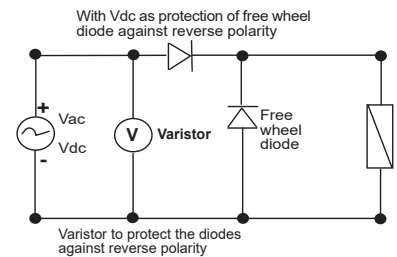 With Vdc as protection of free wheel
diode against reverse polarity
+
Vac
Vdc
-
V
Varistor
Free
wheel
diode
Varistor to protect the diodes
against reverse polarity